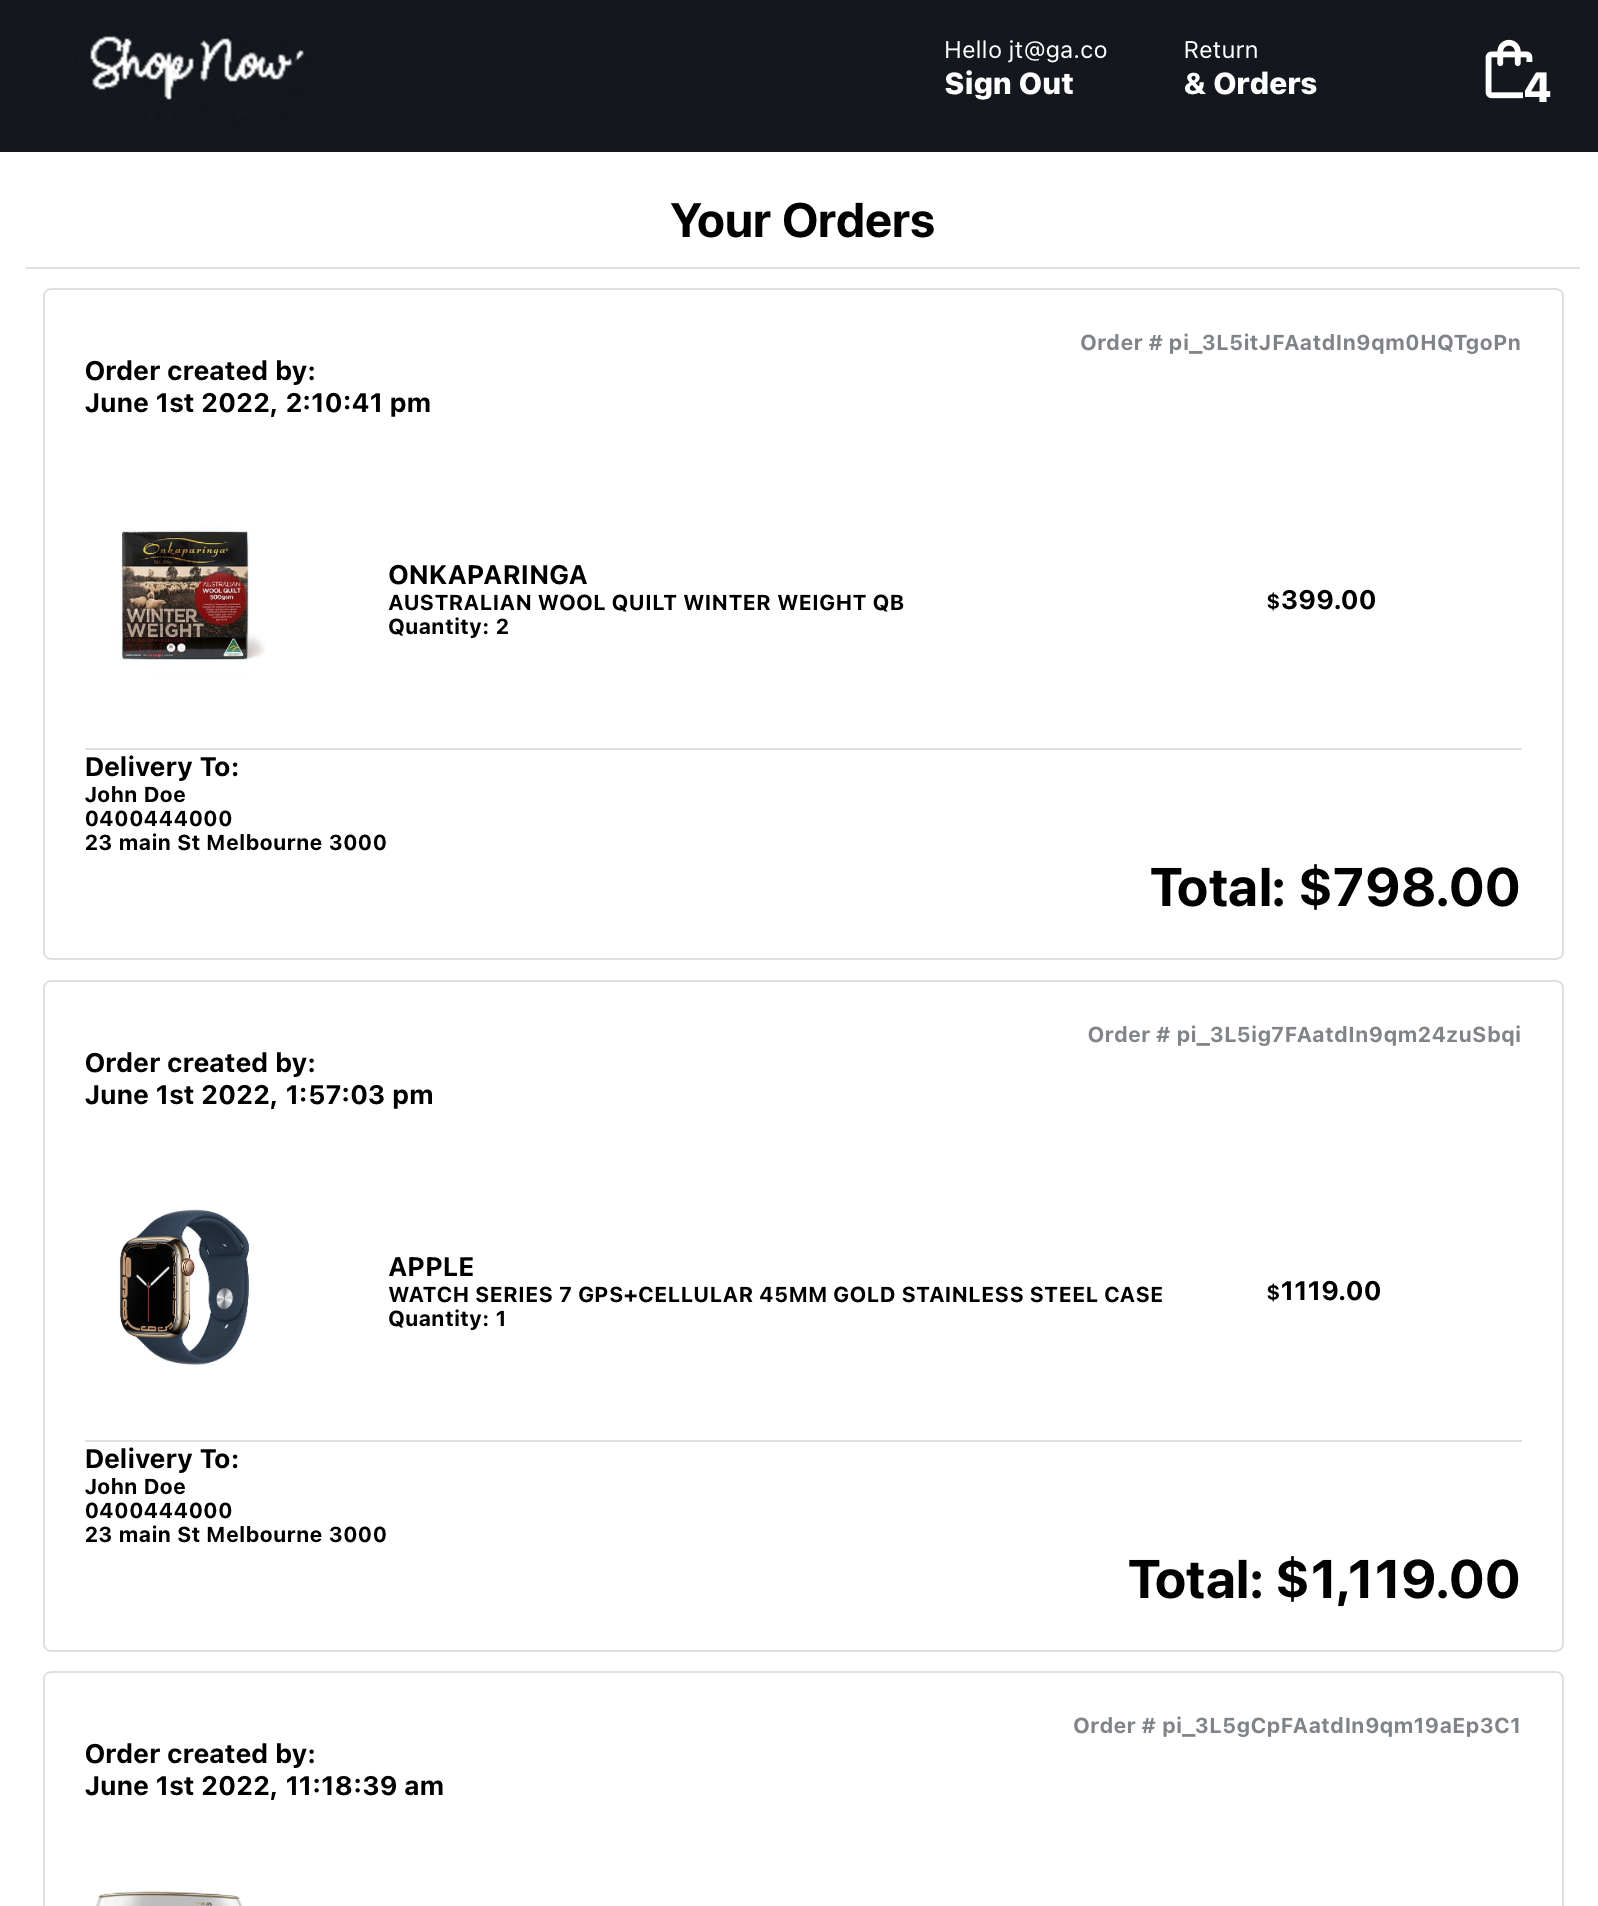 Shop Now
Hello jt@ga.co
Sign Out
Return
& Orders
4
Your Orders
Order # pi_3L5itJFAatdIn9qm0HQTgoPn
Order created by:
June 1st 2022, 2:10:41 pm
Onkaparinga
AUSTRALIAN
WOOL QUILT
500gsm
WINTER
WEIGHT
ONKAPARINGA
AUSTRALIAN WOOL QUILT WINTER WEIGHT QB
Quantity: 2
$399.00
Delivery To:
John Doe
0400444000
23 main St Melbourne 3000
Total: $798.00
Order # pi_3L5ig7FAatdIn9qm24zuSbqi
Order created by:
June 1st 2022, 1:57:03 pm
APPLE
WATCH SERIES 7 GPS+CELLULAR 45MM GOLD STAINLESS STEEL CASE
Quantity: 1
$1119.00
Delivery To:
John Doe
0400444000
23 main St Melbourne 3000
Total: $1,119.00
Order # pi_3L5gCpFAatdIn9qm19aEp3C1
Order created by:
June 1st 2022, 11:18:39 am